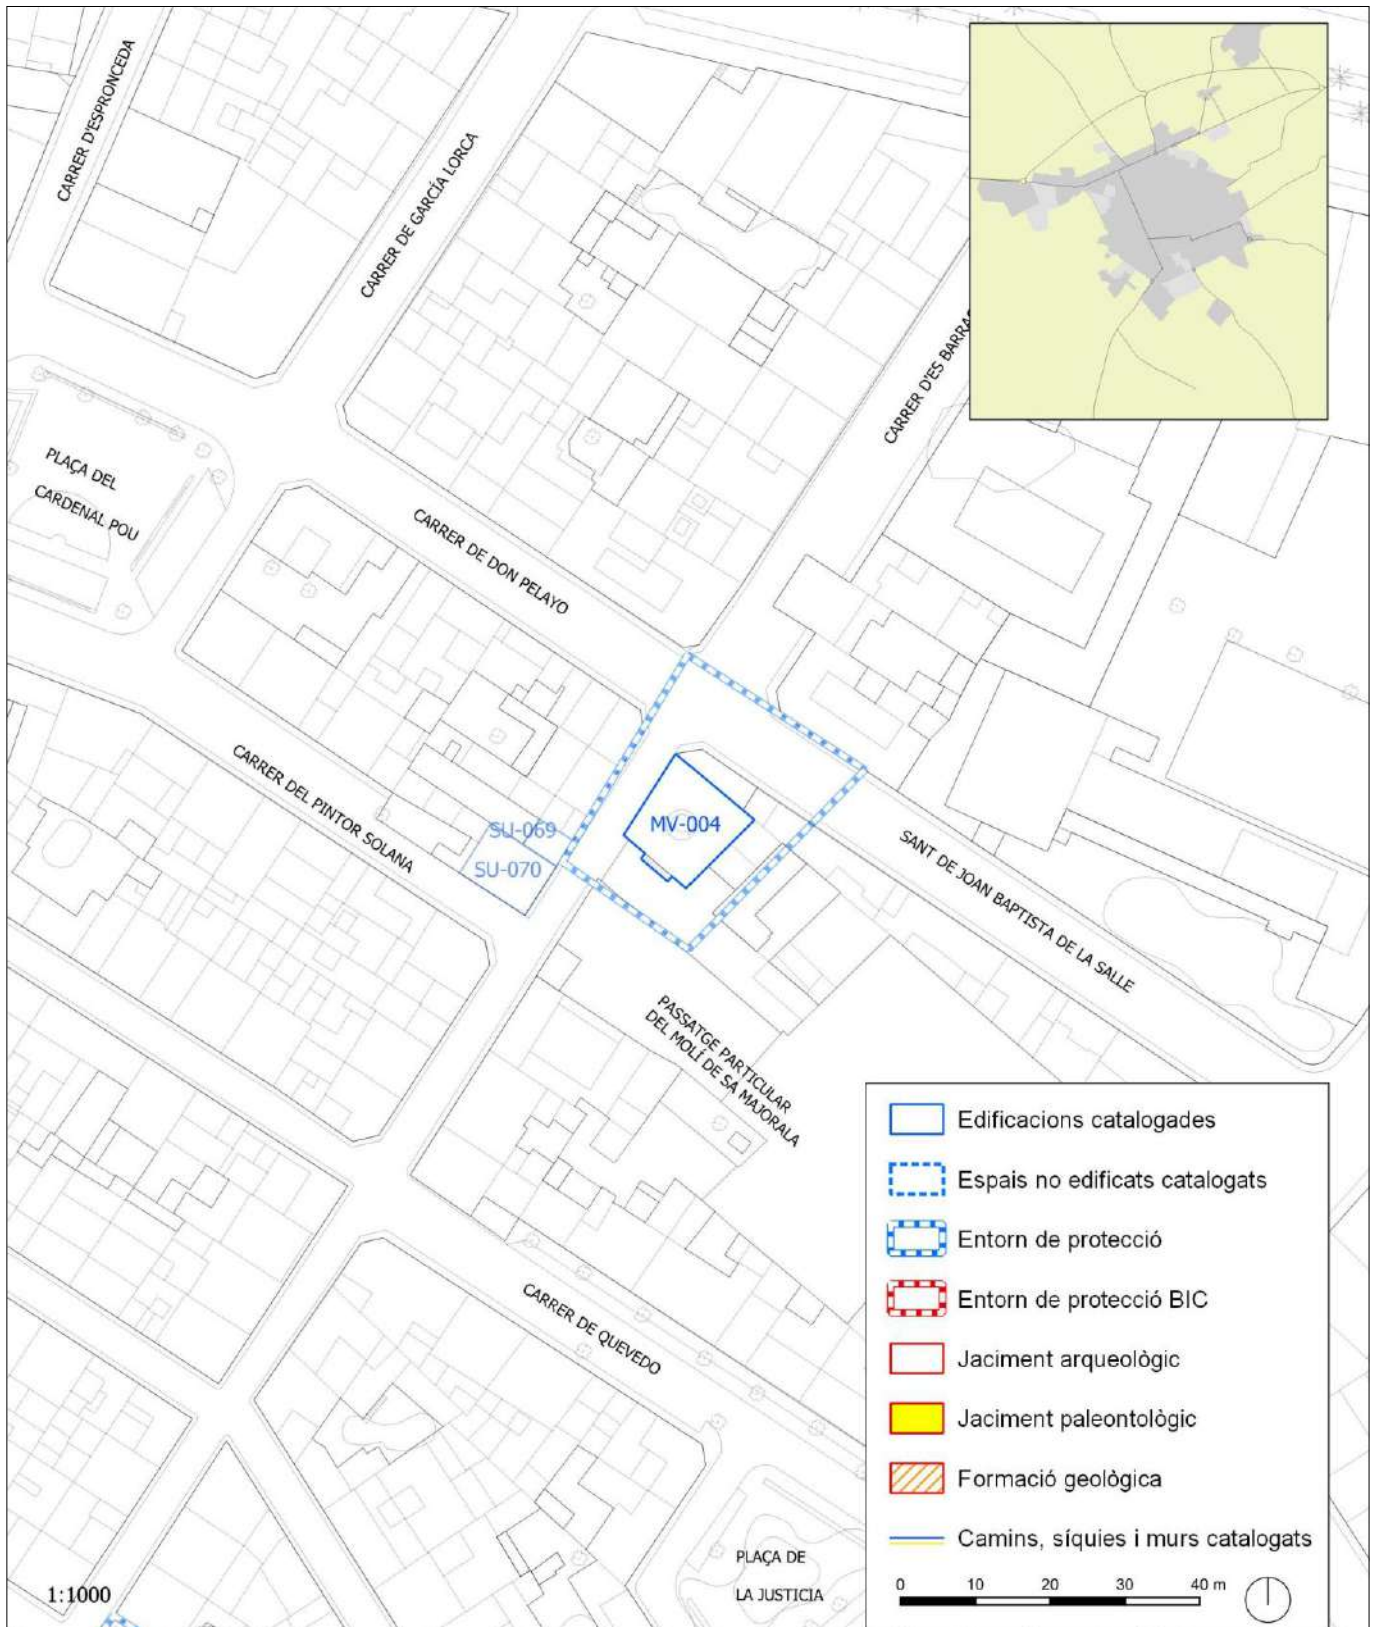 CARRER D'ESPRONCEDA
CARRER DE GARCÍA LORCA
CARRER D'ES BARRA
PLAÇA DEL
CARDENAL POU
CARRER DE DON PELAYO
CARRER DEL PINTOR SOLANA
SU-069
SU-070
MV-004
SANT DE JOAN BAPTISTA DE LA SALLE
PASSATGE PARTICULAR
DEL MOLÍ DE SA MAJORALA
CARRER DE QUEVEDO
PLAÇA DE
LA JUSTICIA
1:1000
Edificacions catalogades
Espais no edificats catalogats
Entorn de protecció
Entorn de protecció BIC
Jaciment arqueològic
Jaciment paleontològic
Formació geològica
Camins, síquies i murs catalogats
0 10 20 30 40 m